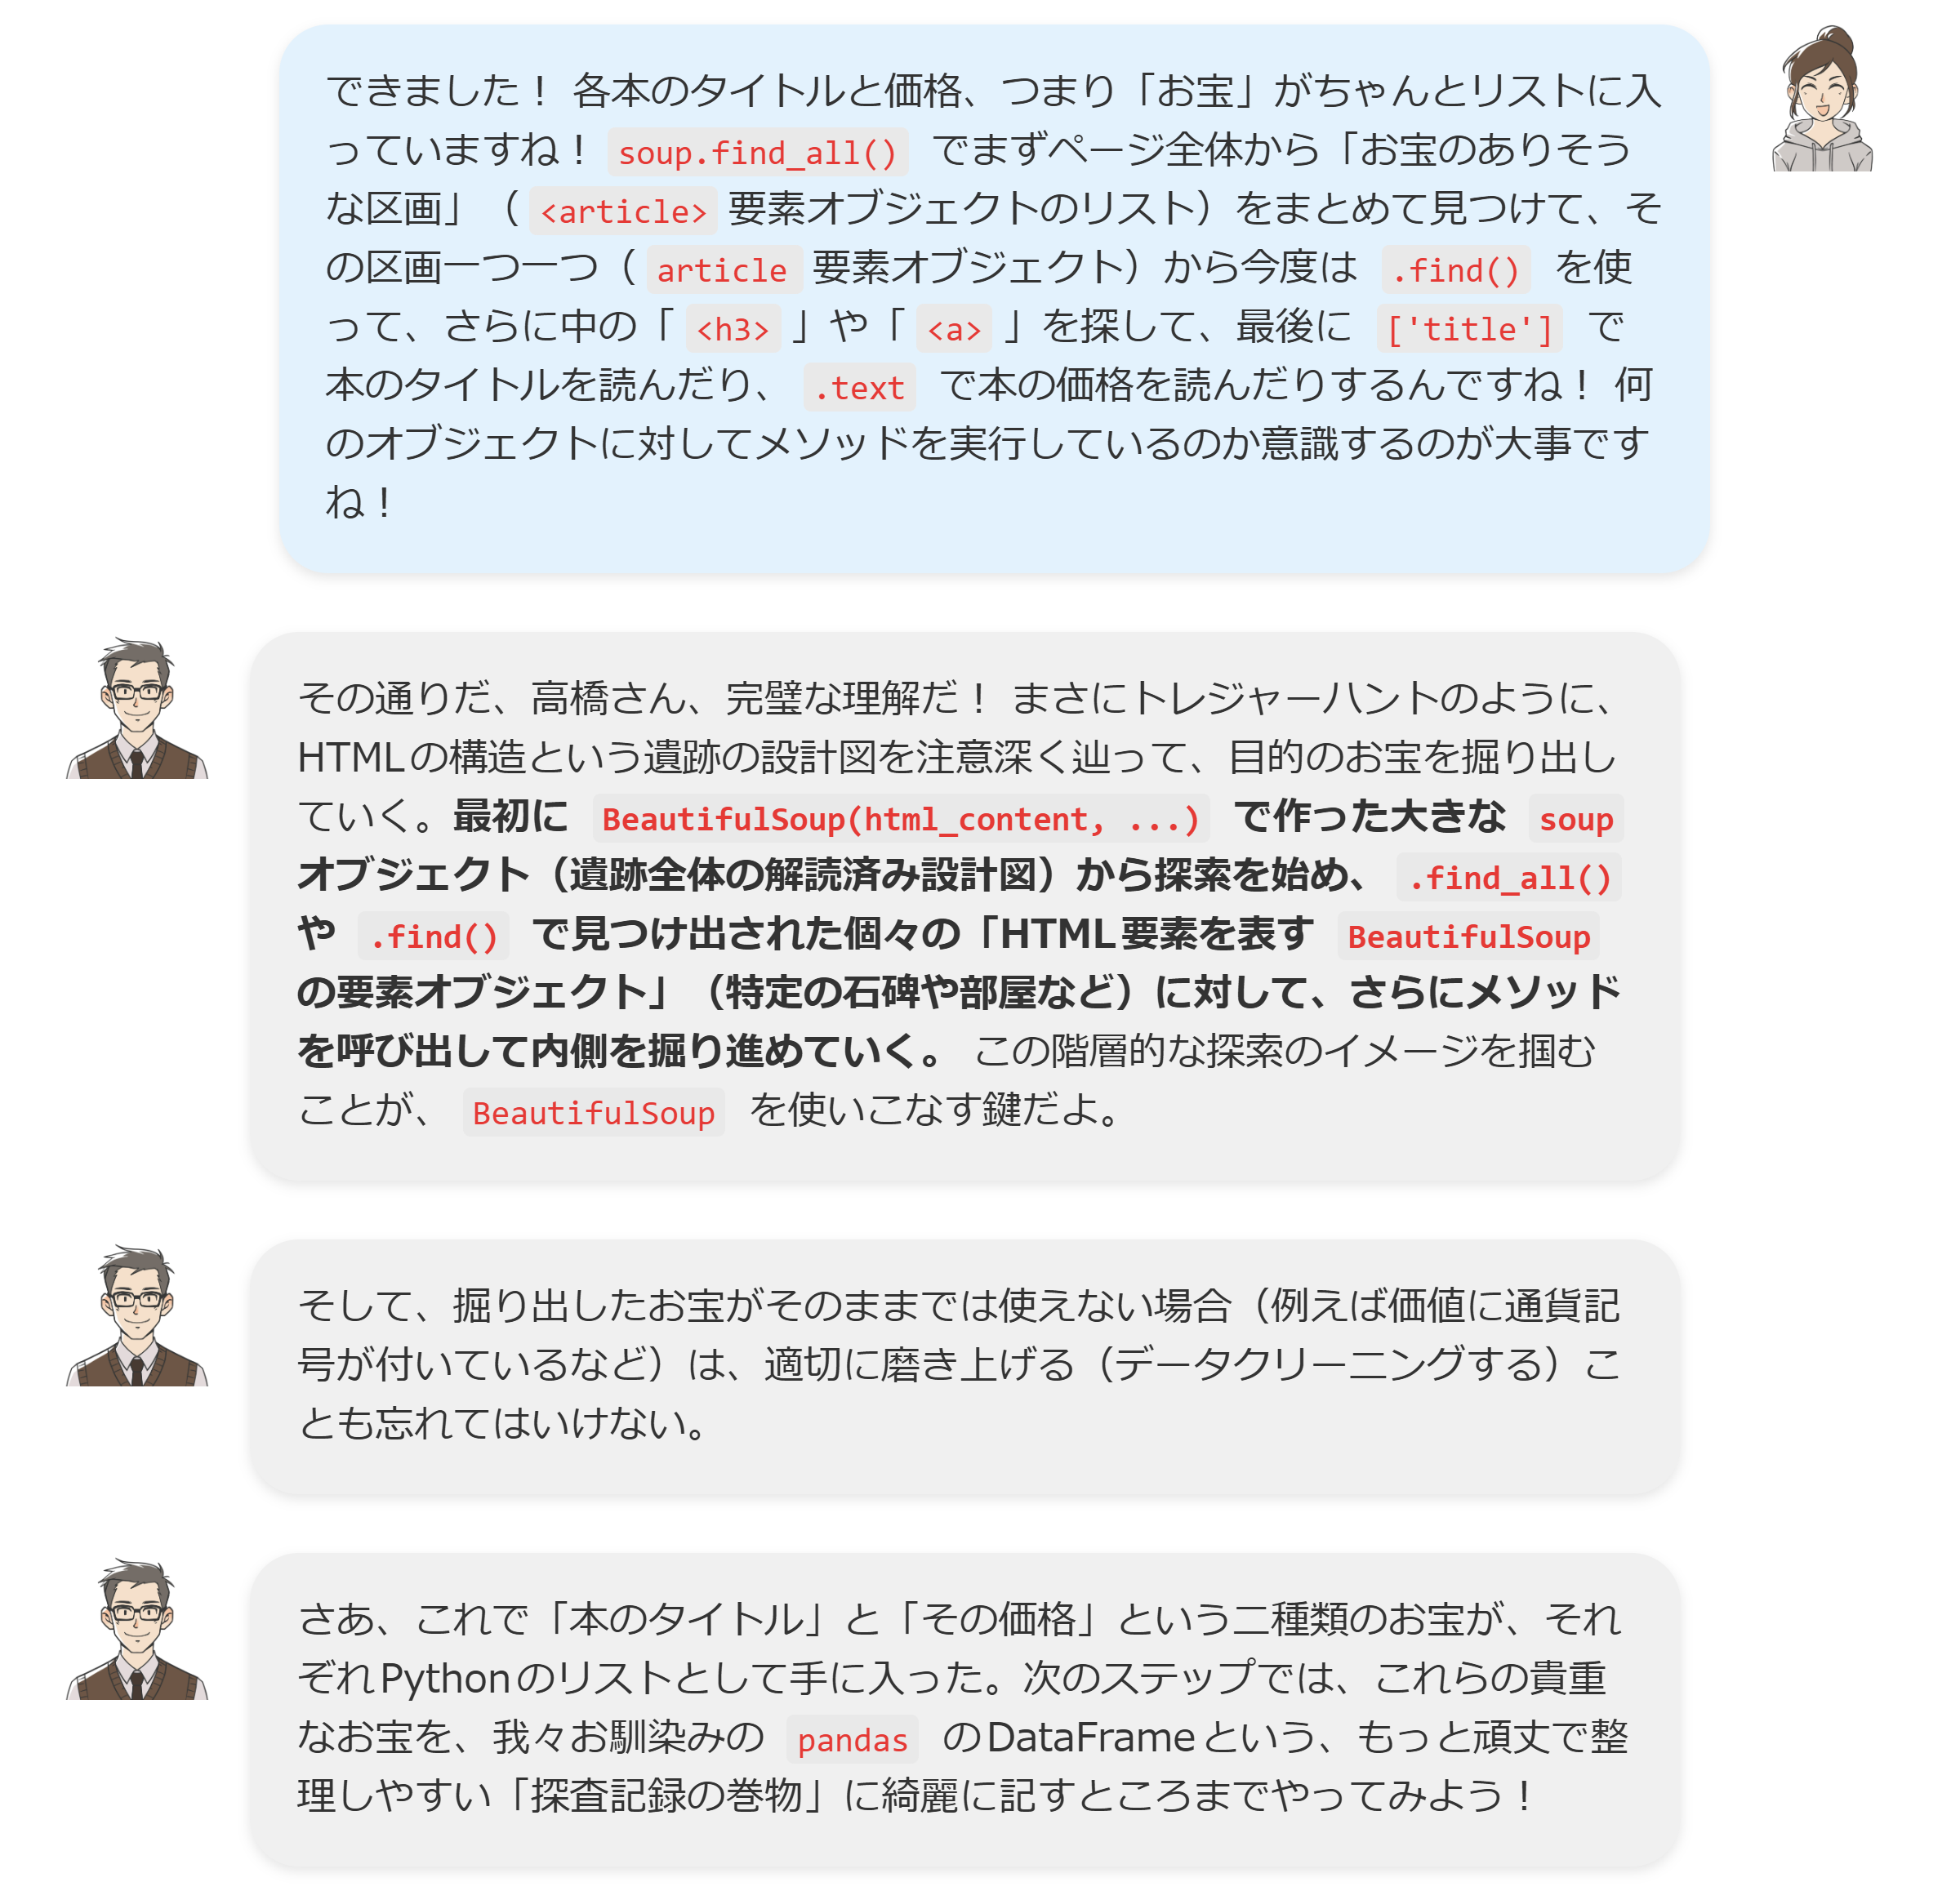 できました！ 各本のタイトルと価格、つまり「お宝」がちゃんとリストに入
っていますね！ soup.find_all() でまずページ全体から「お宝のありそう
な区画」（ <article> 要素オブジェクトのリスト）をまとめて見つけて、そ
の区画一つ一つ（ article 要素オブジェクト）から今度は .find() を使
って、さらに中の「 <h3> 」や「 <a> 」を探して、最後に ['title'] で
本のタイトルを読んだり、 .text で本の価格を読んだりするんですね！ 何
のオブジェクトに対してメソッドを実行しているのか意識するのが大事です
ね！
その通りだ、高橋さん、完璧な理解だ！ まさにトレジャーハントのように、
HTMLの構造という遺跡の設計図を注意深く辿って、目的のお宝を掘り出し
ていく。最初に BeautifulSoup(html_content, ...) で作った大きな soup
オブジェクト（遺跡全体の解読済み設計図）から探索を始め、 .find_all()
や .find() で見つけ出された個々の「HTML要素を表す BeautifulSoup
の要素オブジェクト」（特定の石碑や部屋など）に対して、さらにメソッド
を呼び出して内側を掘り進めていく。 この階層的な探索のイメージを掴む
ことが、 BeautifulSoup を使いこなす鍵だよ。
そして、掘り出したお宝がそのままでは使えない場合（例えば価値に通貨記
号が付いているなど）は、適切に磨き上げる（データクリーニングする）こ
とも忘れてはいけない。
さあ、これで「本のタイトル」と「その価格」という二種類のお宝が、それ
ぞれPythonのリストとして手に入った。次のステップでは、これらの貴重
なお宝を、我々お馴染みの pandas のDataFrameという、もっと頑丈で整
理しやすい「探査記録の巻物」に綺麗に記すところまでやってみよう！